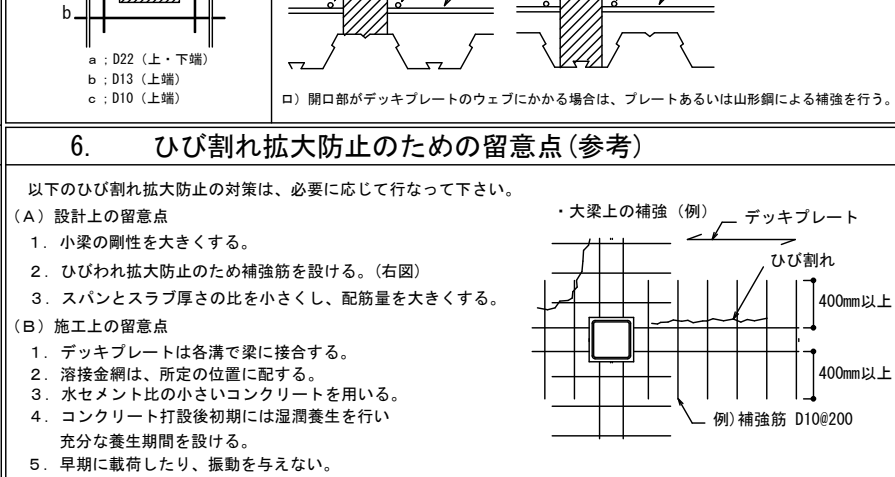 b
a ；D22（上・下端）
b ；D13（上端）
c ；D10（上端）
ロ）開口部がデッキプレートのウェブにかかる場合は、プレートあるいは山形鋼による補強を行う。
6. ひび割れ拡大防止のための留意点(参考)
以下のひび割れ拡大防止の対策は、必要に応じて行なって下さい。
(A) 設計上の留意点
1. 小梁の剛性を大きくする。
2. ひびわれ拡大防止のため補強筋を設ける。(右図)
3. スパンとスラブ厚さの比を小さくし、配筋量を大きくする。
(B) 施工上の留意点
1. デッキプレートは各溝で梁に接合する。
2. 溶接金網は、所定の位置に配する。
3. 水セメント比の小さいコンクリートを用いる。
4. コンクリート打設後初期には湿潤養生を行い
充分な養生期間を設ける。
5. 早期に載荷したり、振動を与えない。
・大梁上の補強 (例)
デッキプレート
ひび割れ
400mm以上
400mm以上
例)補強筋 D10@200